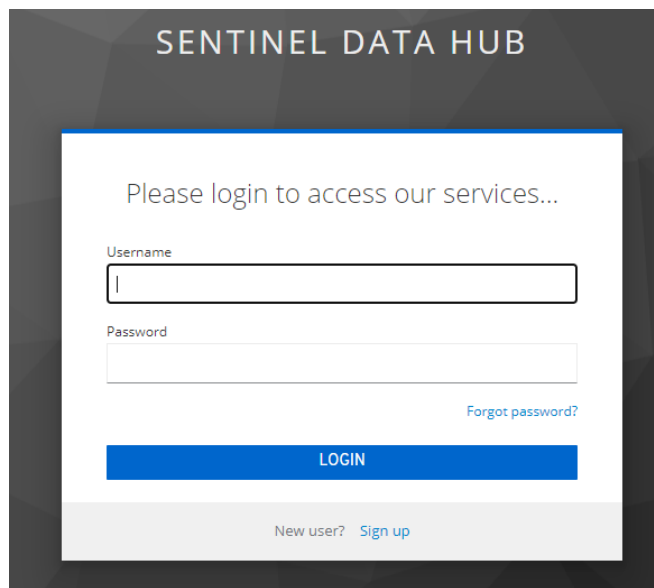 SENTINEL DATA HUB
Please login to access our services...
Username
Password
Forgot password?
LOGIN
New user? Sign up